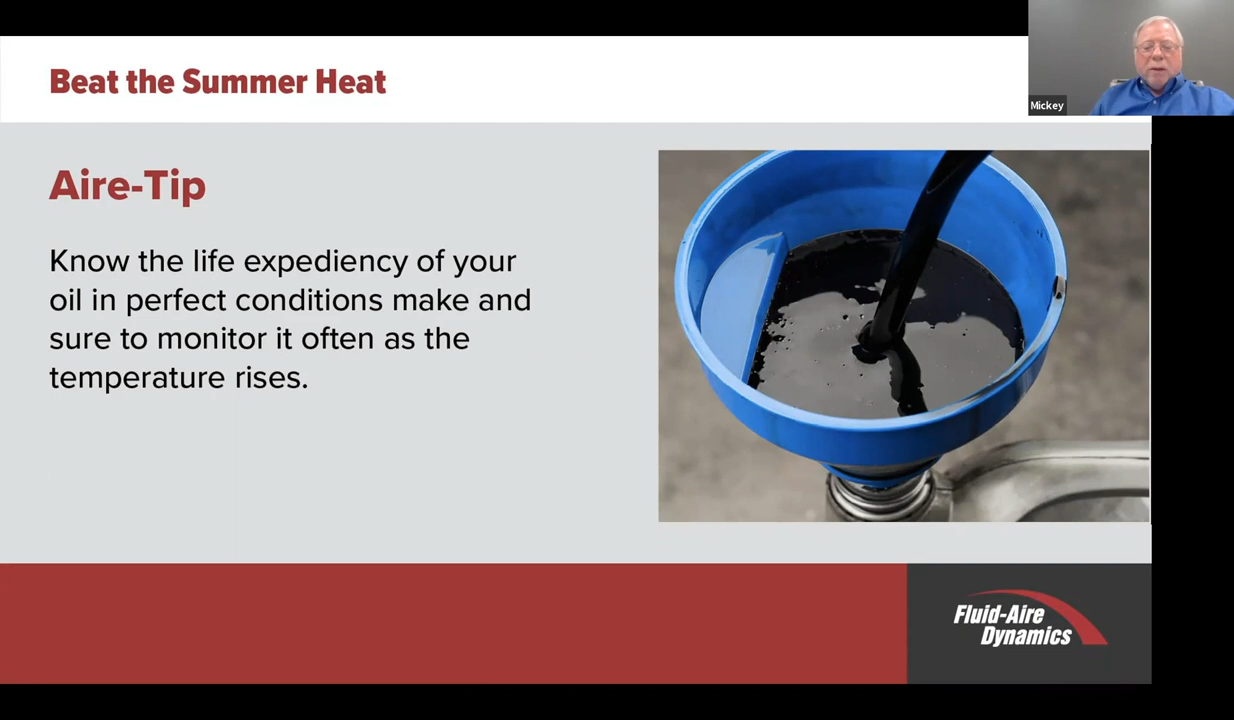 Beat the Summer Heat
Mickey
Aire-Tip
Know the life expediency of your
oil in perfect conditions make and
sure to monitor it often as the
temperature rises.
Fluid-Aire
Dynamics